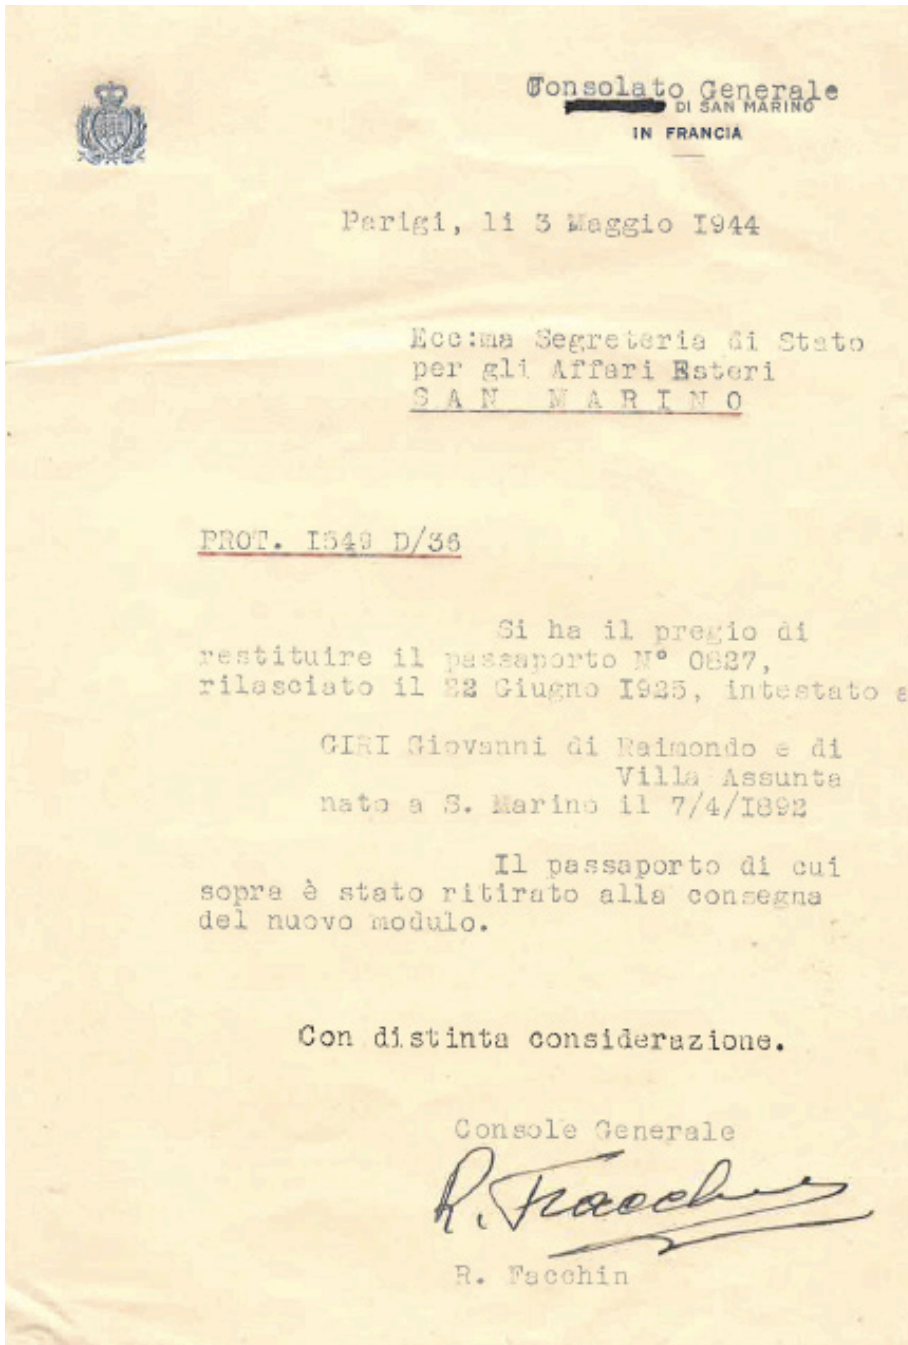 Consolato Generale
DI SAN MARINO
IN FRANCIA
Parigi, li 3 Maggio I944
Ecc:ma Segreteria di Stato
per gli Affari Esteri
S A N M A R I N O
PROT. I549 D/36
Si ha il pregio di
restituire il passaporto N° 0827,
rilasciato il 22 Giugno I925, intestato a
GIRI Giovanni di Raimondo e di
Villa Assunta
nato a S. Marino il 7/4/I892
Il passaporto di cui
sopra è stato ritirato alla consegna
del nuovo modulo.
Con distinta considerazione.
Console Generale
R. Facchin
R. Facchin